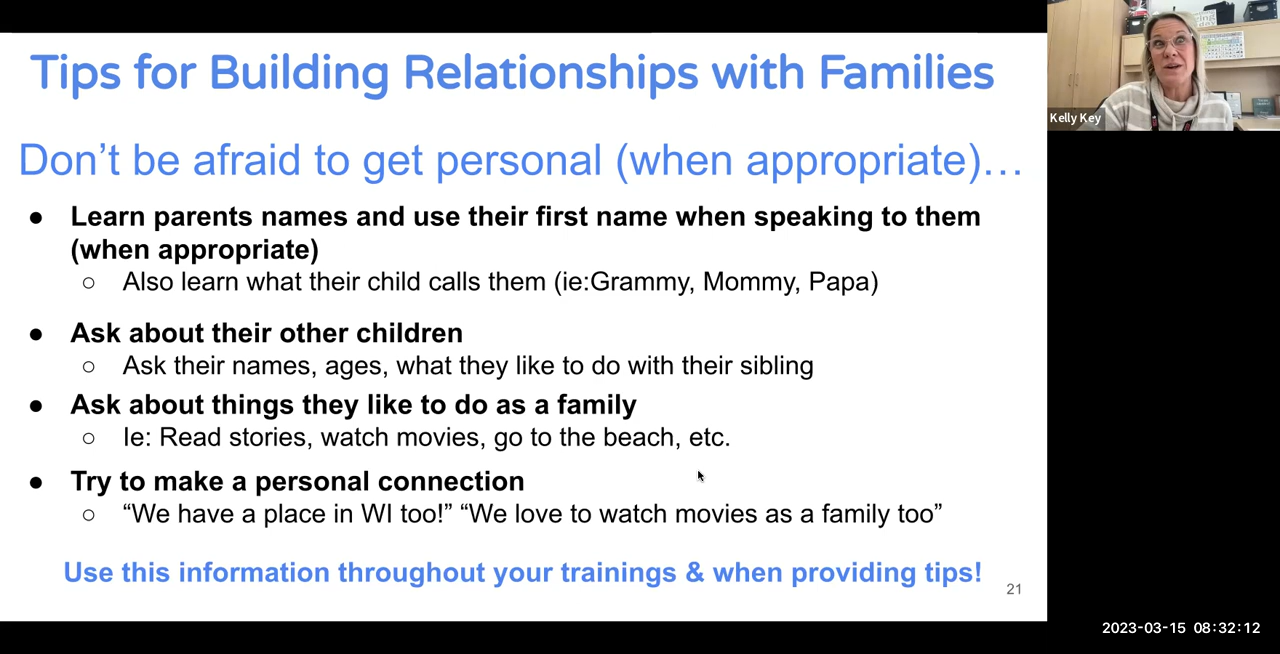 Tips for Building Relationships with Families
Don’t be afraid to get personal (when appropriate)…
● Learn parents names and use their first name when speaking to them
(when appropriate)
○ Also learn what their child calls them (ie:Grammy, Mommy, Papa)
● Ask about their other children
○ Ask their names, ages, what they like to do with their sibling
● Ask about things they like to do as a family
○ Ie: Read stories, watch movies, go to the beach, etc.
● Try to make a personal connection
○ “We have a place in WI too!” “We love to watch movies as a family too”
Use this information throughout your trainings & when providing tips!
21
Kelly Key
2023-03-15 08:32:12